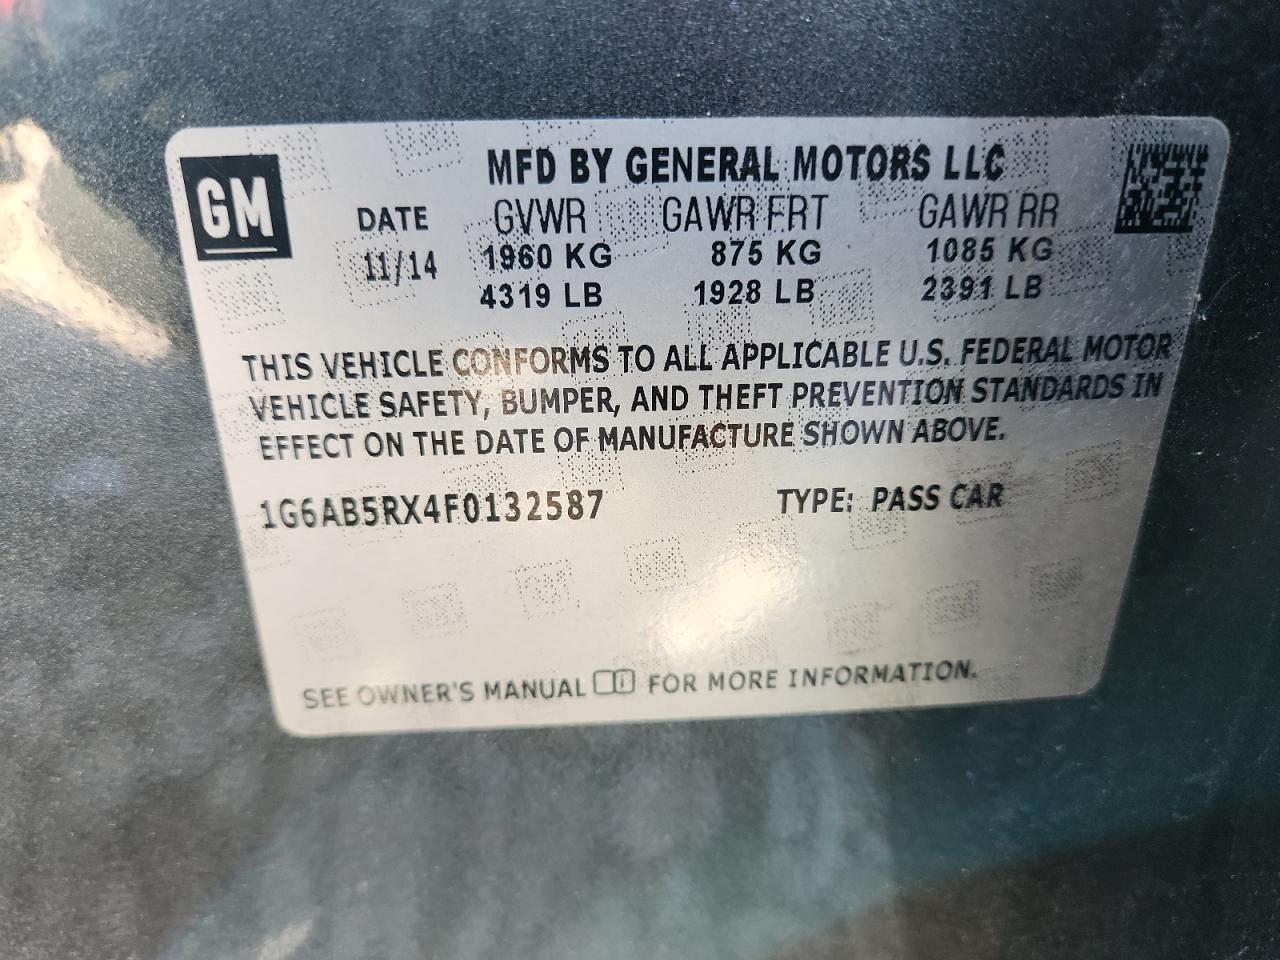 MFD BY GENERAL MOTORS LLC
GM
DATE GVWR GAWR FRT GAWR RR
11/14 1960 KG 875 KG 1085 KG
4319 LB 1928 LB 2391 LB
THIS VEHICLE CONFORMS TO ALL APPLICABLE U.S. FEDERAL MOTOR
VEHICLE SAFETY, BUMPER, AND THEFT PREVENTION STANDARDS IN
EFFECT ON THE DATE OF MANUFACTURE SHOWN ABOVE.
1G6AB5RX4F0132587 TYPE: PASS CAR
SEE OWNER'S MANUAL i FOR MORE INFORMATION.